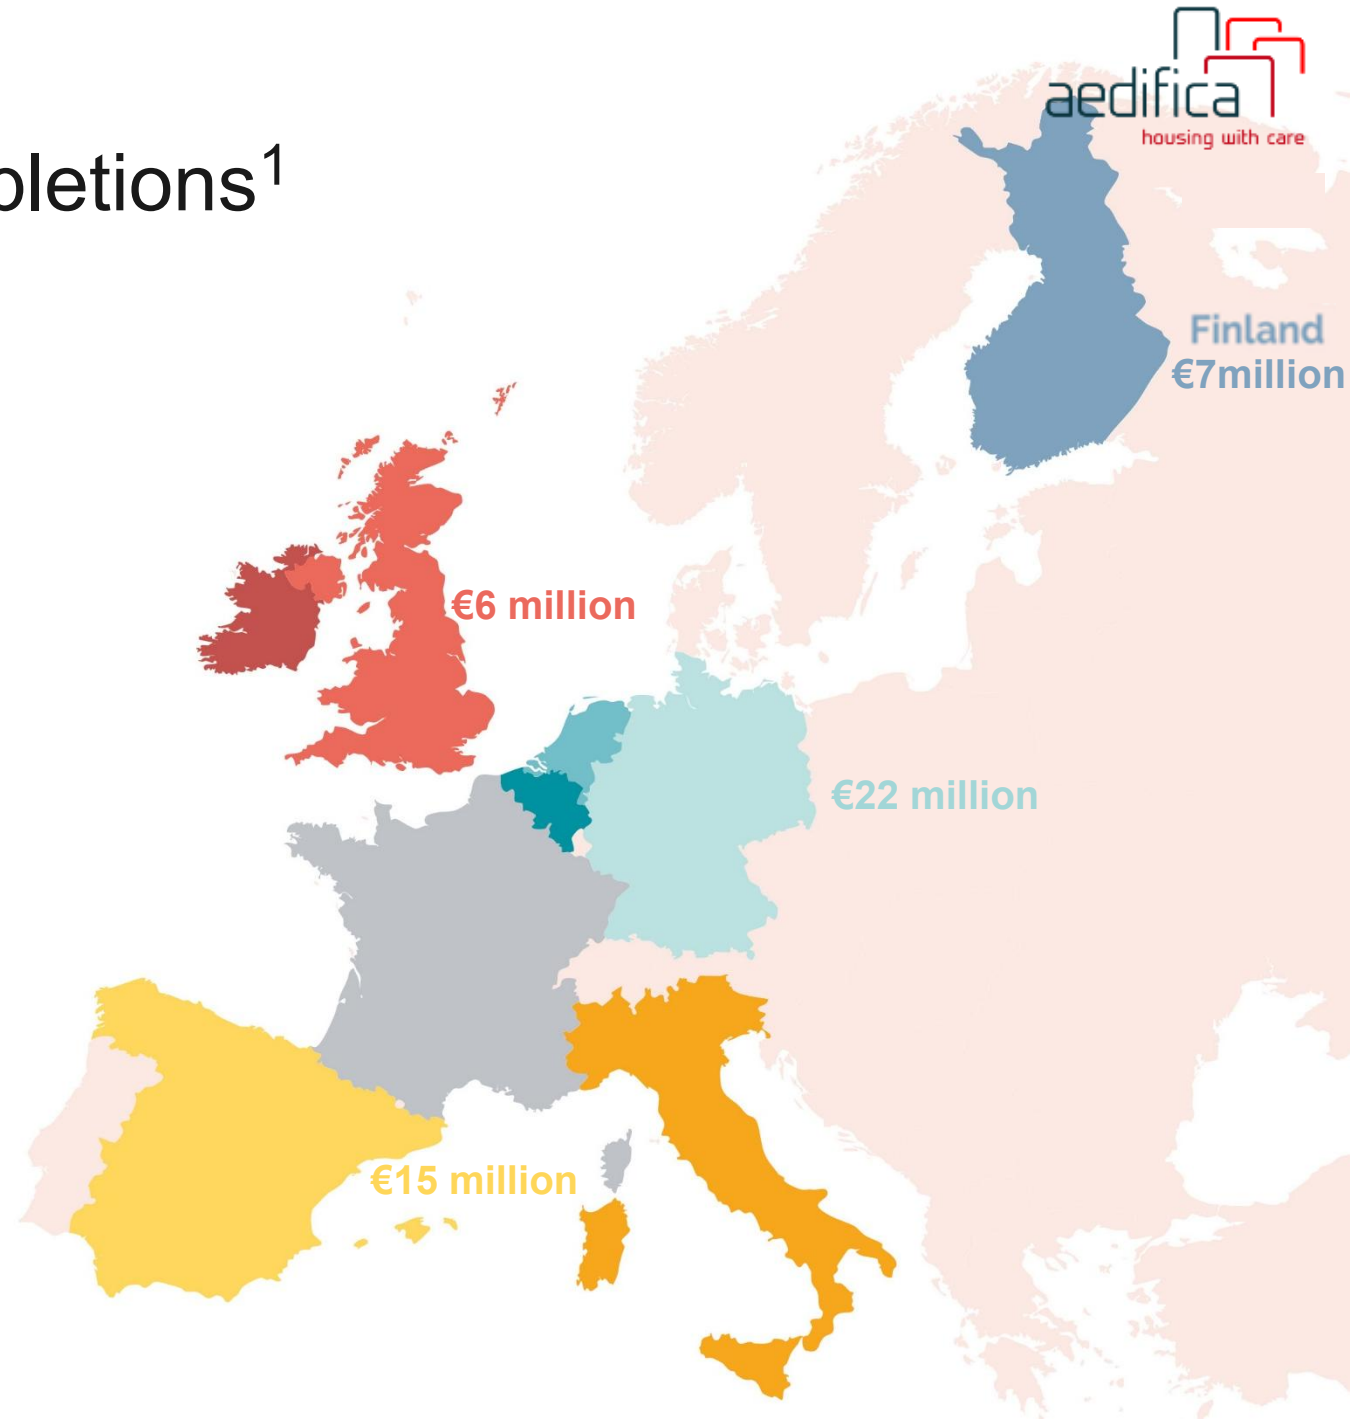 aedifica
housing with care
pletions¹
Finland
€7million
€6 million
€22 million
€15 million